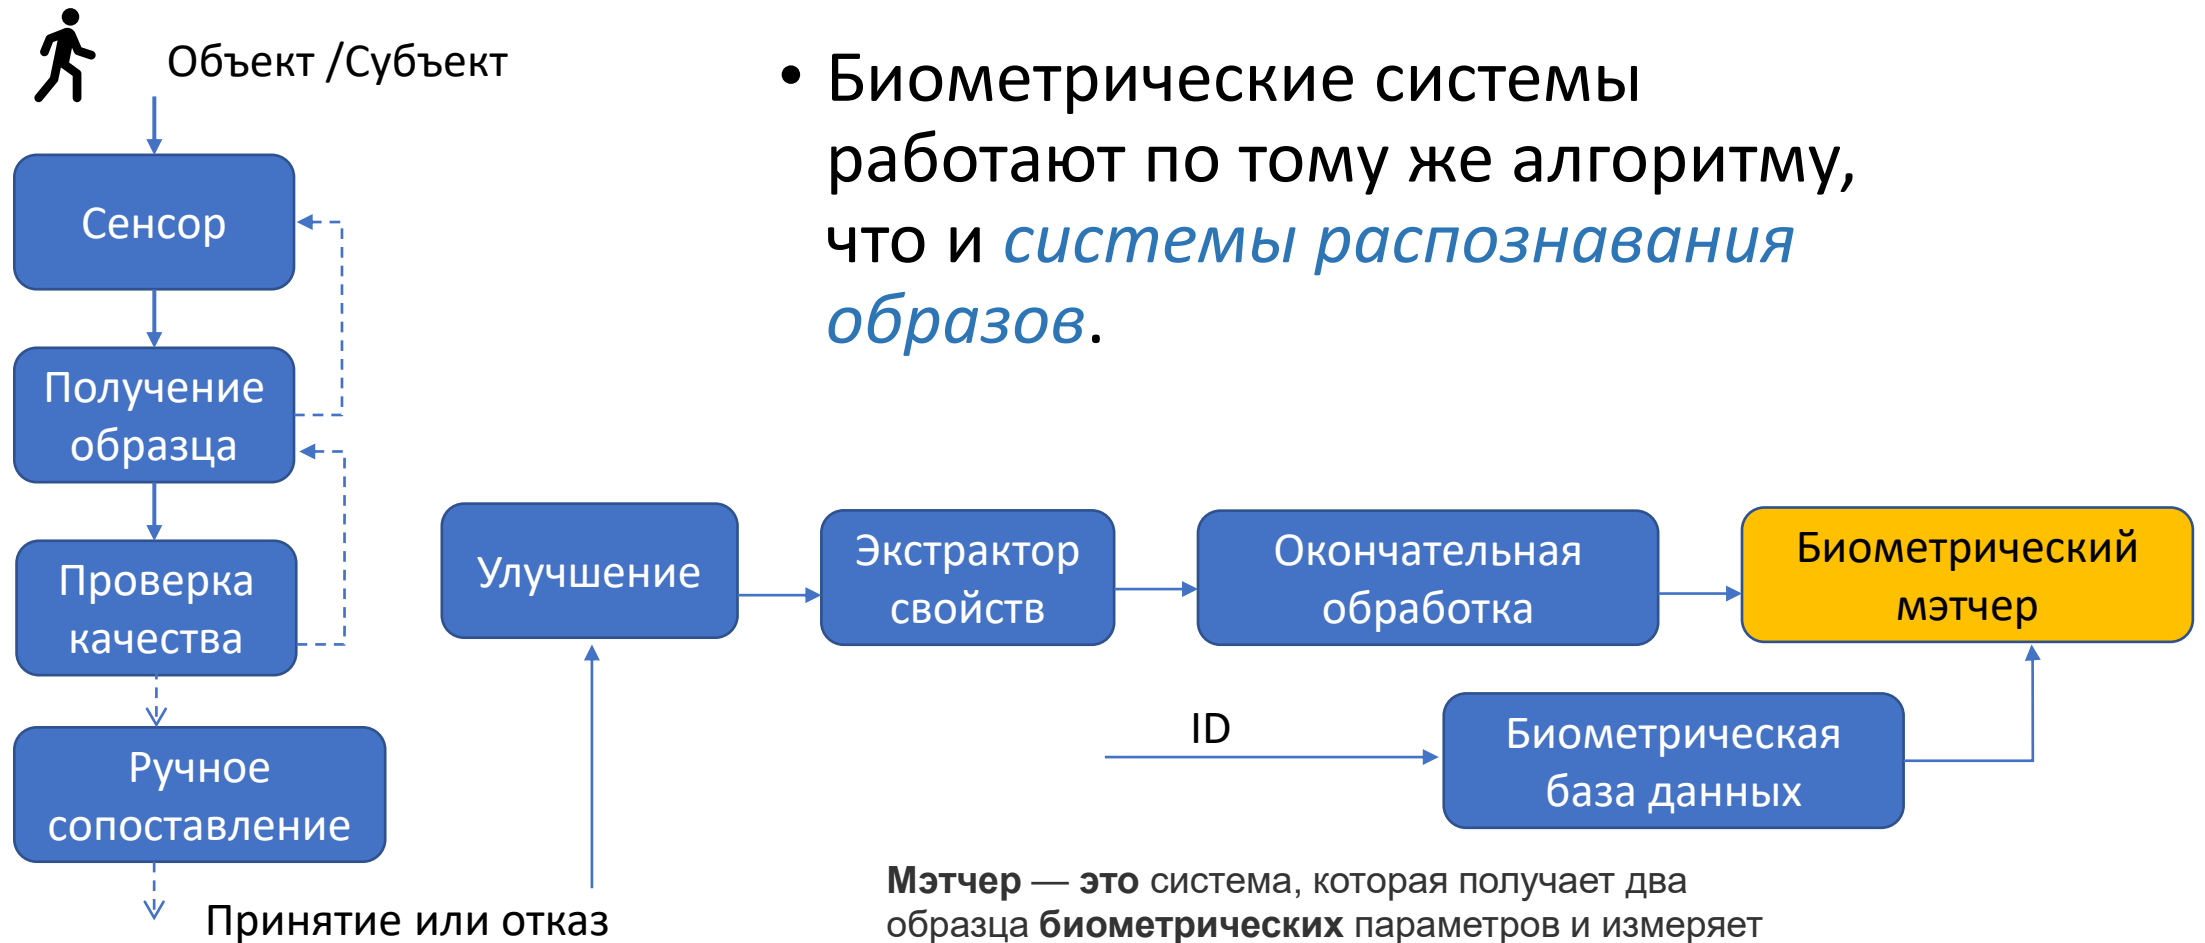 Объект /Субъект
• Биометрические системы
работают по тому же алгоритму,
что и системы распознавания
образов.
Сенсор
Получение
образца
Проверка
качества
Ручное
сопоставление
Принятие или отказ
Улучшение
Экстрактор
свойств
Окончательная
обработка
Биометрический
мэтчер
ID
Биометрическая
база данных
Мэтчер — это система, которая получает два
образца биометрических параметров и измеряет